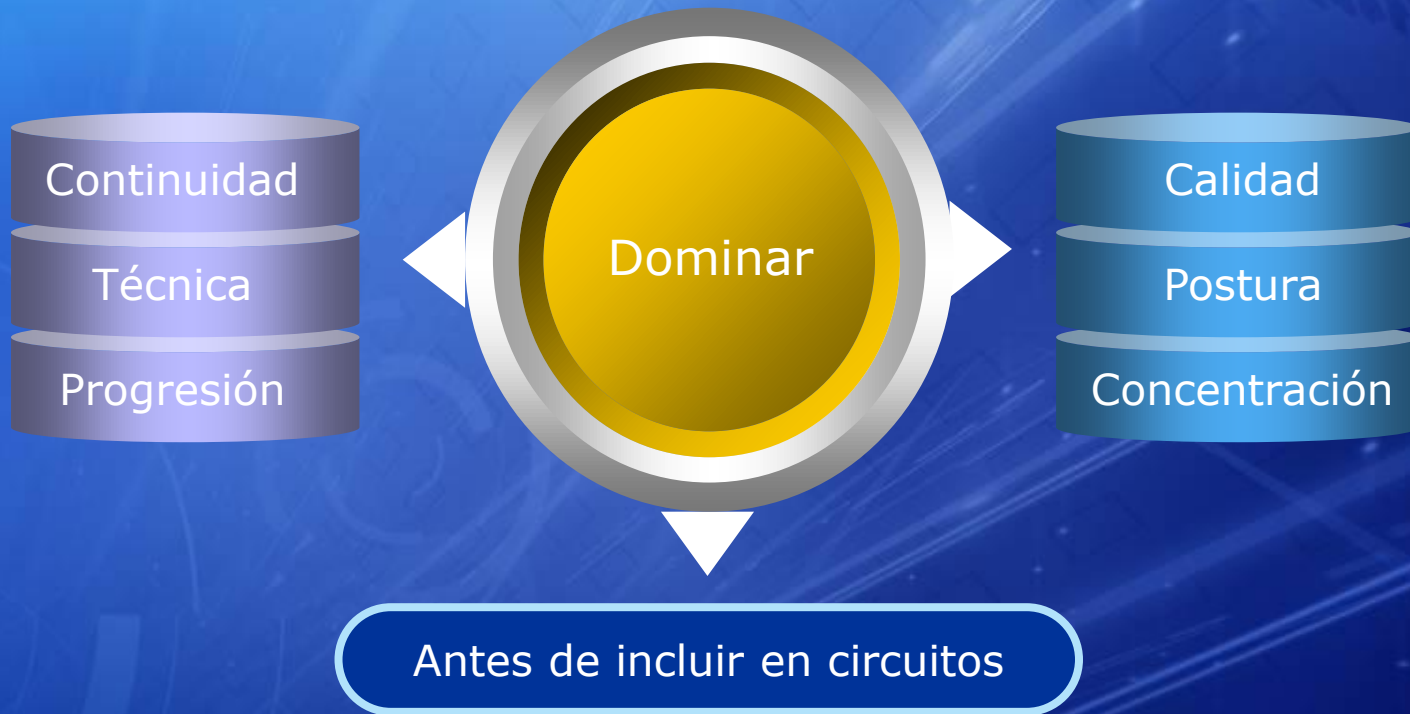 Continuidad
Técnica
Progresión
Dominar
Calidad
Postura
Concentración
Antes de incluir en circuitos